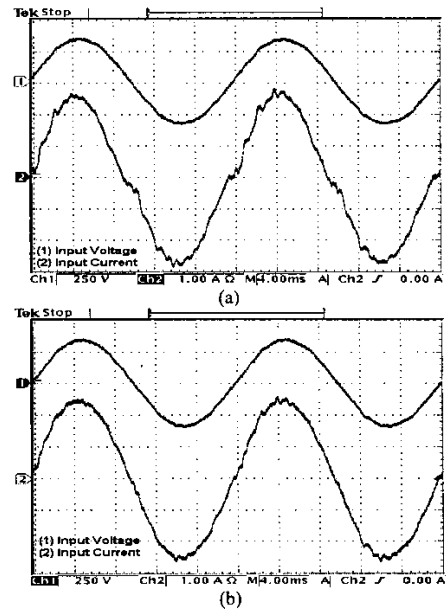 Tek Stop
1
2
(1) Input Voltage
(2) Input Current
Ch1 250 V Ch2 1.00 A Ω M 4.00ms A Ch2 0.00 A
(a)
Tek Stop
1
2
(1) Input Voltage
(2) Input Current
Ch1 250 V Ch2 1.00 A Ω M 4.00ms A Ch2 0.00 A
(b)